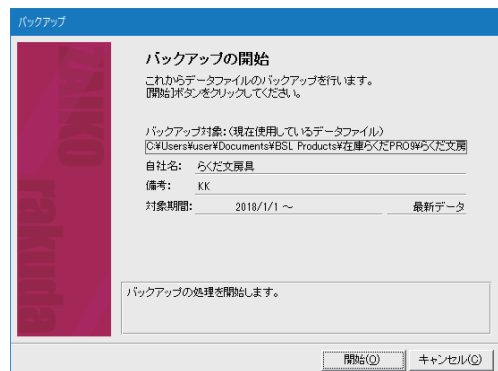 バックアップ
ZAIKO rakuda
バックアップの開始
これからデータファイルのバックアップを行います。
[開始]ボタンをクリックしてください。
バックアップ対象:(現在使用しているデータファイル)
C:¥Users¥user¥Documents¥BSL Products¥在庫らくだPRO9¥らくだ文房
自社名: らくだ文房具
備考: KK
対象期間: 2018/1/1 ～ 最新データ
バックアップの処理を開始します。
開始(O) キャンセル(C)